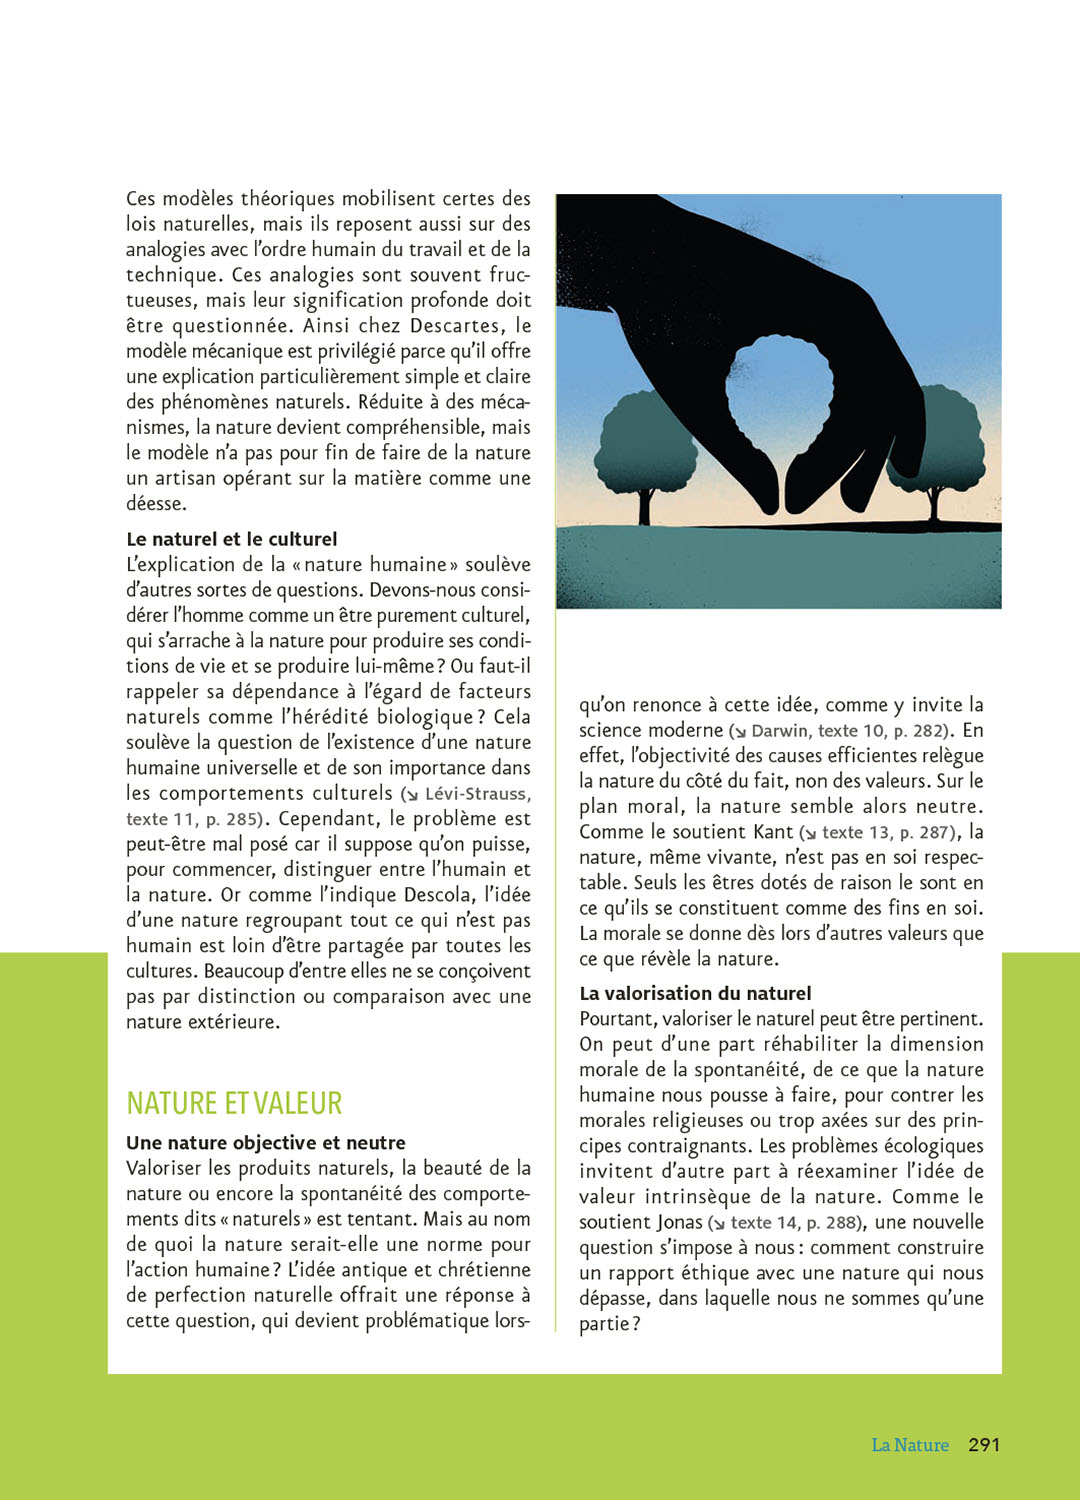 Ces modèles théoriques mobilisent certes des
lois naturelles, mais ils reposent aussi sur des
analogies avec l’ordre humain du travail et de la
technique. Ces analogies sont souvent fruc-
tueuses, mais leur signification profonde doit
être questionnée. Ainsi chez Descartes, le
modèle mécanique est privilégié parce qu’il offre
une explication particulièrement simple et claire
des phénomènes naturels. Réduite à des méca-
nismes, la nature devient compréhensible, mais
le modèle n’a pas pour fin de faire de la nature
un artisan opérant sur la matière comme une
déesse.
Le naturel et le culturel
L’explication de la « nature humaine » soulève
d’autres sortes de questions. Devons-nous consi-
dérer l’homme comme un être purement culturel,
qui s’arrache à la nature pour produire ses condi-
tions de vie et se produire lui-même ? Ou faut-il
rappeler sa dépendance à l’égard de facteurs
naturels comme l’hérédité biologique ? Cela
soulève la question de l’existence d’une nature
humaine universelle et de son importance dans
les comportements culturels (↘ Lévi-Strauss,
texte 11, p. 285). Cependant, le problème est
peut-être mal posé car il suppose qu’on puisse,
pour commencer, distinguer entre l’humain et
la nature. Or comme l’indique Descola, l’idée
d’une nature regroupant tout ce qui n’est pas
humain est loin d’être partagée par toutes les
cultures. Beaucoup d’entre elles ne se conçoivent
pas par distinction ou comparaison avec une
nature extérieure.
NATURE ET VALEUR
Une nature objective et neutre
Valoriser les produits naturels, la beauté de la
nature ou encore la spontanéité des comporte-
ments dits « naturels » est tentant. Mais au nom
de quoi la nature serait-elle une norme pour
l’action humaine ? L’idée antique et chrétienne
de perfection naturelle offrait une réponse à
cette question, qui devient problématique lors-
qu’on renonce à cette idée, comme y invite la
science moderne (↘ Darwin, texte 10, p. 282). En
effet, l’objectivité des causes efficientes relègue
la nature du côté du fait, non des valeurs. Sur le
plan moral, la nature semble alors neutre.
Comme le soutient Kant (↘ texte 13, p. 287), la
nature, même vivante, n’est pas en soi respec-
table. Seuls les êtres dotés de raison le sont en
ce qu’ils se constituent comme des fins en soi.
La morale se donne dès lors d’autres valeurs que
ce que révèle la nature.
La valorisation du naturel
Pourtant, valoriser le naturel peut être pertinent.
On peut d’une part réhabiliter la dimension
morale de la spontanéité, de ce que la nature
humaine nous pousse à faire, pour contrer les
morales religieuses ou trop axées sur des prin-
cipes contraignants. Les problèmes écologiques
invitent d’autre part à réexaminer l’idée de
valeur intrinsèque de la nature. Comme le
soutient Jonas (↘ texte 14, p. 288), une nouvelle
question s’impose à nous : comment construire
un rapport éthique avec une nature qui nous
dépasse, dans laquelle nous ne sommes qu’une
partie ?
La Nature 291